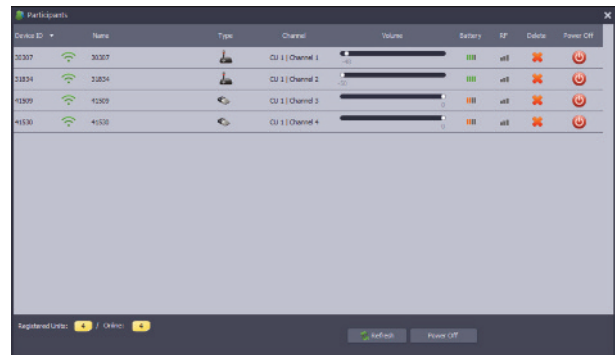 Participants
Device ID Name Type Channel Volume Battery RF Delete Power Off
30307 30307 CU 1 | Channel 1 -40
31834 31834 CU 1 | Channel 2
41509 41509 CU 1 | Channel 3 0
41530 41530 CU 1 | Channel 4 0
Registered Units: 4 / Online: 4
Refresh Power Off